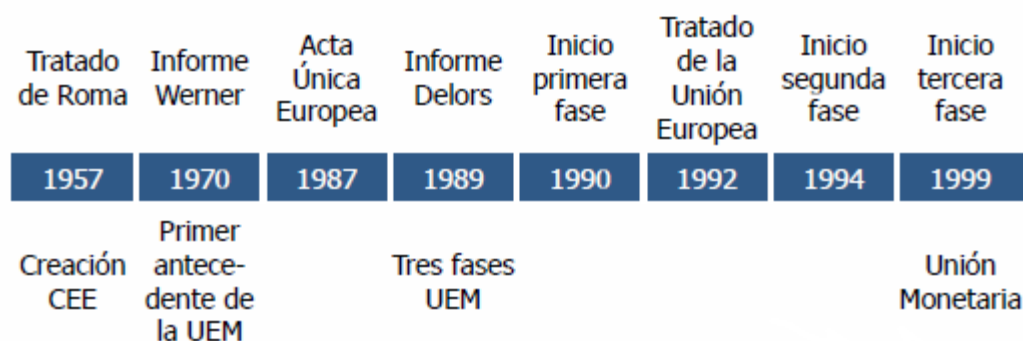 Tratado
de Roma
Informe
Werner
Acta
Única
Europea
Informe
Delors
Inicio
primera
fase
Tratado
de la
Unión
Europea
Inicio
segunda
fase
Inicio
tercera
fase
1957 1970 1987 1989 1990 1992 1994 1999
Creación
CEE
Primer
antece-
dente de
la UEM
Tres fases
UEM
Unión
Monetaria